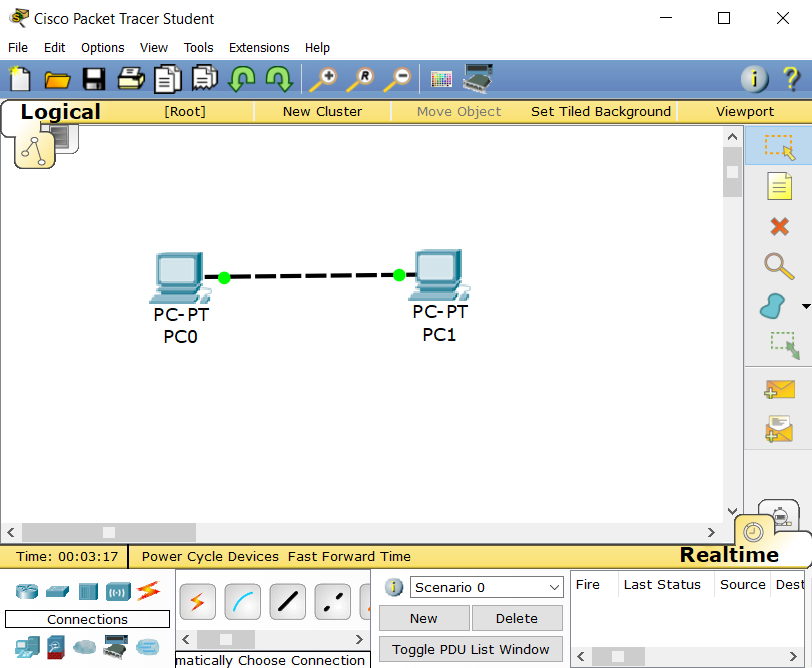 Cisco Packet Tracer Student
File Edit Options View Tools Extensions Help
Logical [Root] New Cluster Move Object Set Tiled Background Viewport
PC-PT
PC0
PC-PT
PC1
Time: 00:03:17 Power Cycle Devices Fast Forward Time Realtime
Connections
matically Choose Connection
Scenario 0
New Delete
Toggle PDU List Window
Fire Last Status Source Dest